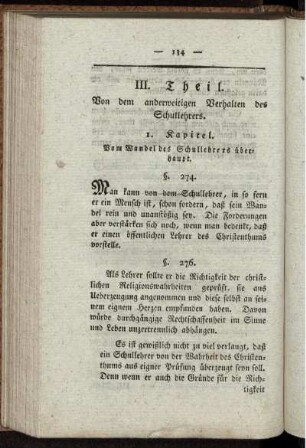 — 134 —
III. Theil.
Von dem anderweitigen Verhalten des
Schullehrers.
1. Kapitel.
Vom Wandel des Schullehrers über-
haupt.
§. 274.
Man kann von dem Schullehrer, in so fern
er ein Mensch ist, schon fordern, daß sein Wan-
del rein und unanstößig sey. Die Forderungen
aber verstärken sich noch, wenn man bedenkt, daß
er einen öffentlichen Lehrer des Christenthums
vorstelle.
§. 276.
Als Lehrer sollte er die Richtigkeit der christ-
lichen Religionswahrheiten geprüft, sie aus
Ueberzeugung angenommen und diese selbst an sei-
nem eignem Herzen empfunden haben. Davon
würde durchgängige Rechtschaffenheit im Sinne
und Leben unzertrennlich abhängen.
Es ist gewißlich nicht zu viel verlangt, daß
ein Schullehrer von der Wahrheit des Christen-
thums aus eigner Prüfung überzeugt seyn soll.
Denn wenn er auch die Gründe für die Rich-
tigkeit